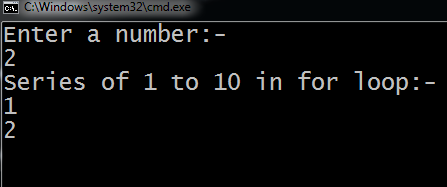 C:\Windows\system32\cmd.exe
Enter a number:-
2
Series of 1 to 10 in for loop:-
1
2